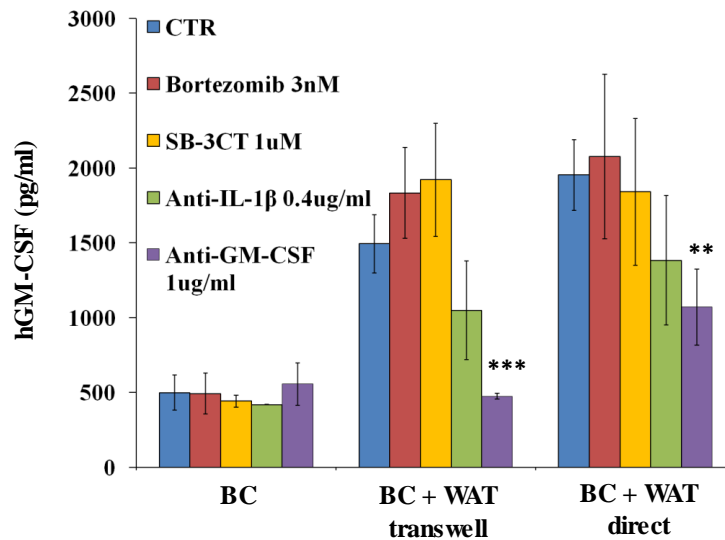 3000
2500
2000
1500
1000
500
0
hGM-CSF (pg/ml)
CTR
Bortezomib 3nM
SB-3CT 1uM
Anti-IL-1β 0.4ug/ml
Anti-GM-CSF
1ug/ml
***
**
BC
BC + WAT
transwell
BC + WAT
direct